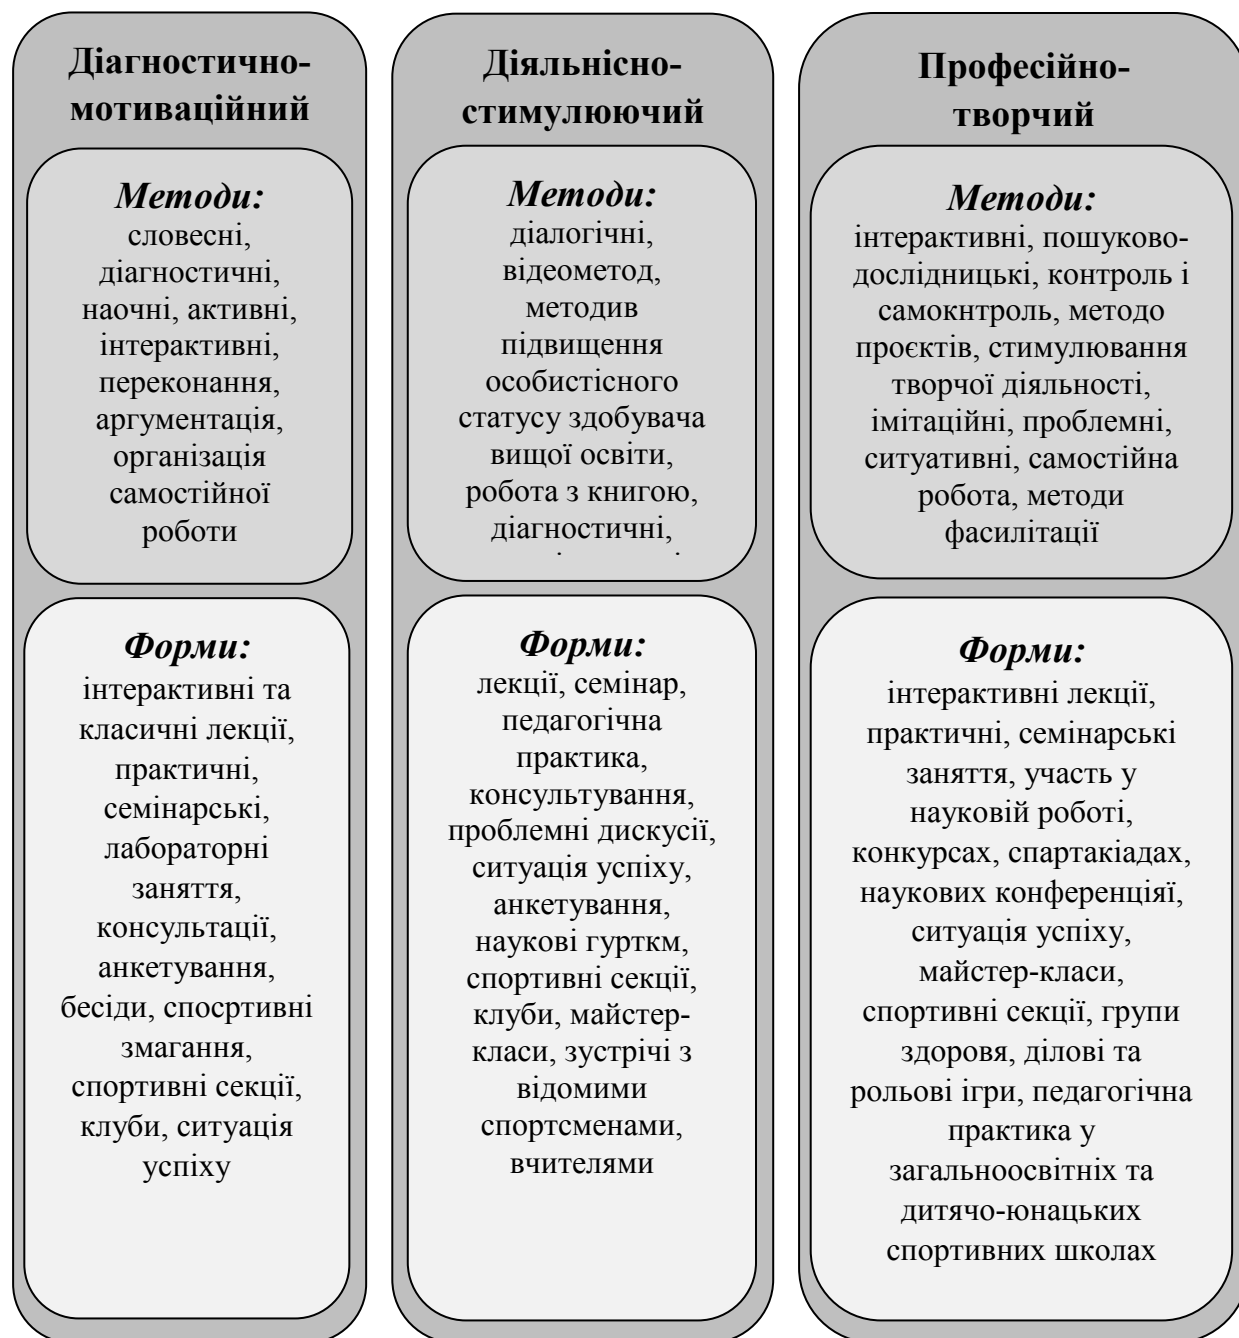 Діагностично-
мотиваційний
Методи:
словесні,
діагностичні,
наочні, активні,
інтерактивні,
переконання,
аргументація,
організація
самостійної
роботи
Форми:
інтерактивні та
класичні лекції,
практичні,
семінарські,
лабораторні
заняття,
консультації,
анкетування,
бесіди, спосртивні
змагання,
спортивні секції,
клуби, ситуація
успіху
Діяльнісно-
стимулюючий
Методи:
діалогічні,
відеометод,
методив
підвищення
особистісного
статусу здобувача
вищої освіти,
робота з книгою,
діагностичні,
Форми:
лекції, семінар,
педагогічна
практика,
консультування,
проблемні дискусії,
ситуація успіху,
анкетування,
наукові гурткм,
спортивні секції,
клуби, майстер-
класи, зустрічі з
відомими
спортсменами,
вчителями
Професійно-
творчий
Методи:
інтерактивні, пошуково-
дослідницькі, контроль і
самокнтроль, методо
проєктів, стимулювання
творчої діяльності,
імітаційні, проблемні,
ситуативні, самостійна
робота, методи
фасилітації
Форми:
інтерактивні лекції,
практичні, семінарські
заняття, участь у
науковій роботі,
конкурсах, спартакіадах,
наукових конференціяї,
ситуація успіху,
майстер-класи,
спортивні секції, групи
здоровя, ділові та
рольові ігри, педагогічна
практика у
загальноосвітніх та
дитячо-юнацьких
спортивних школах